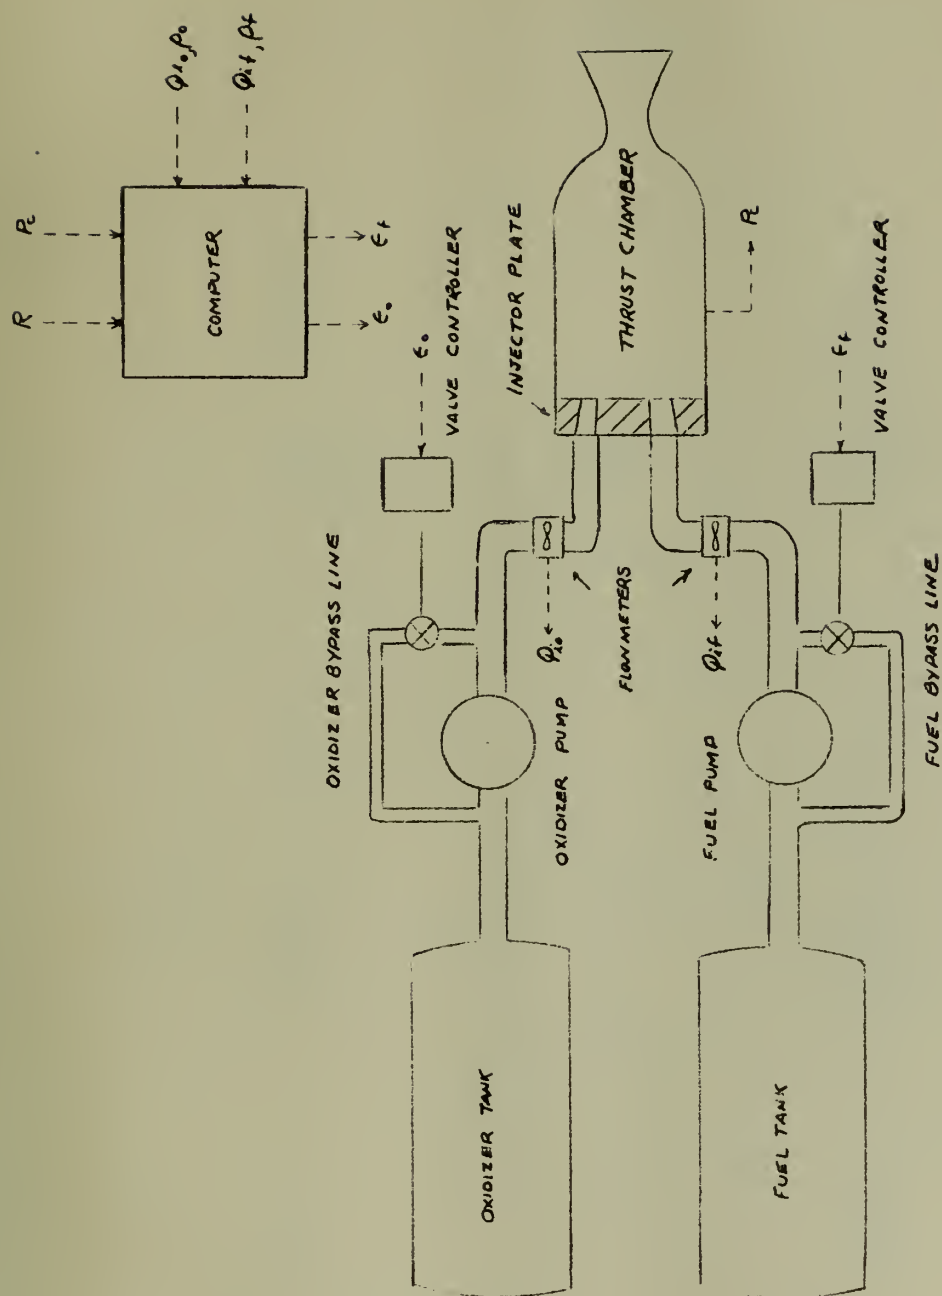 R
Pc
Qio, ρo
Qif, ρf
COMPUTER
εo
εf
εo
VALVE CONTROLLER
OXIDIZER BYPASS LINE
INJECTOR PLATE
THRUST CHAMBER
Pc
OXIDIZER TANK
OXIDIZER PUMP
Qio
FLOWMETERS
Qif
FUEL TANK
FUEL PUMP
εf
VALVE CONTROLLER
FUEL BYPASS LINE